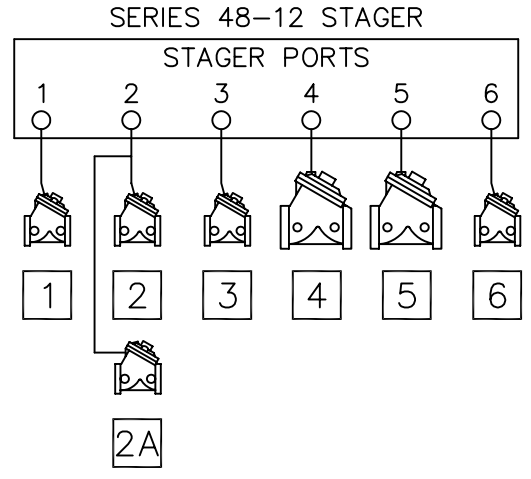 SERIES 48-12 STAGER
STAGER PORTS
1 2 3 4 5 6
1 2 3 4 5 6
2A